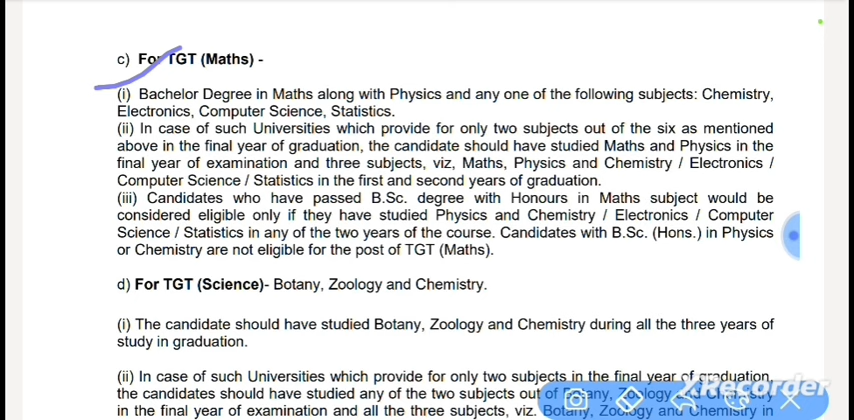 c) For TGT (Maths) -
(i) Bachelor Degree in Maths along with Physics and any one of the following subjects: Chemistry,
Electronics, Computer Science, Statistics.
(ii) In case of such Universities which provide for only two subjects out of the six as mentioned
above in the final year of graduation, the candidate should have studied Maths and Physics in the
final year of examination and three subjects, viz, Maths, Physics and Chemistry / Electronics /
Computer Science / Statistics in the first and second years of graduation.
(iii) Candidates who have passed B.Sc. degree with Honours in Maths subject would be
considered eligible only if they have studied Physics and Chemistry / Electronics / Computer
Science / Statistics in any of the two years of the course. Candidates with B.Sc. (Hons.) in Physics
or Chemistry are not eligible for the post of TGT (Maths).
d) For TGT (Science)- Botany, Zoology and Chemistry.
(i) The candidate should have studied Botany, Zoology and Chemistry during all the three years of
study in graduation.
(ii) In case of such Universities which provide for only two subjects in the final year of graduation,
the candidates should have studied any of the two subjects out of Botany, Zoology and Chemistry
in the final year of examination and all the three subjects, viz. Botany, Zoology and Chemistry in
Recorder